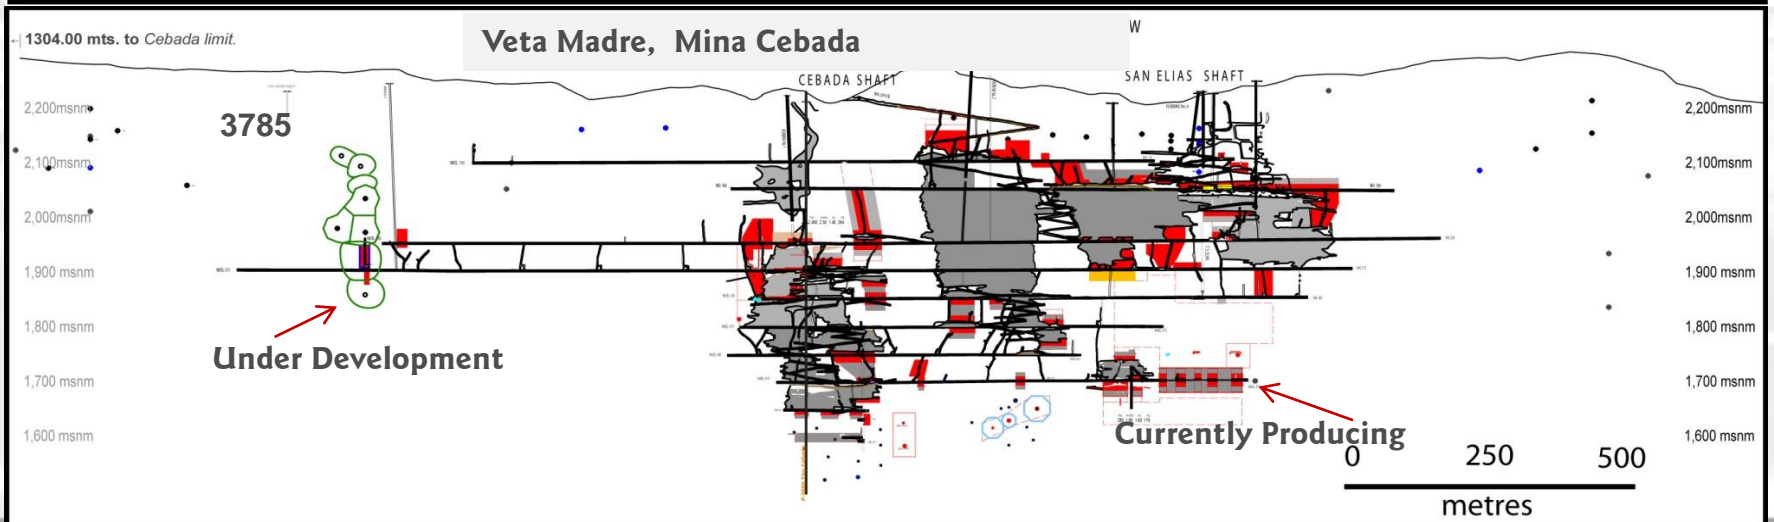 1304.00 mts. to Cebada limit.
Veta Madre, Mina Cebada
W
CEBADA SHAFT
SAN ELIAS SHAFT
2,200msnm
2,200msnm
3785
2,100msnm
2,100msnm
2,000msnm
2,000msnm
1,900 msnm
1,900 msnm
1,800 msnm
1,800 msnm
Under Development
1,700 msnm
1,700 msnm
Currently Producing
1,600 msnm
1,600 msnm
0 250 500
metres